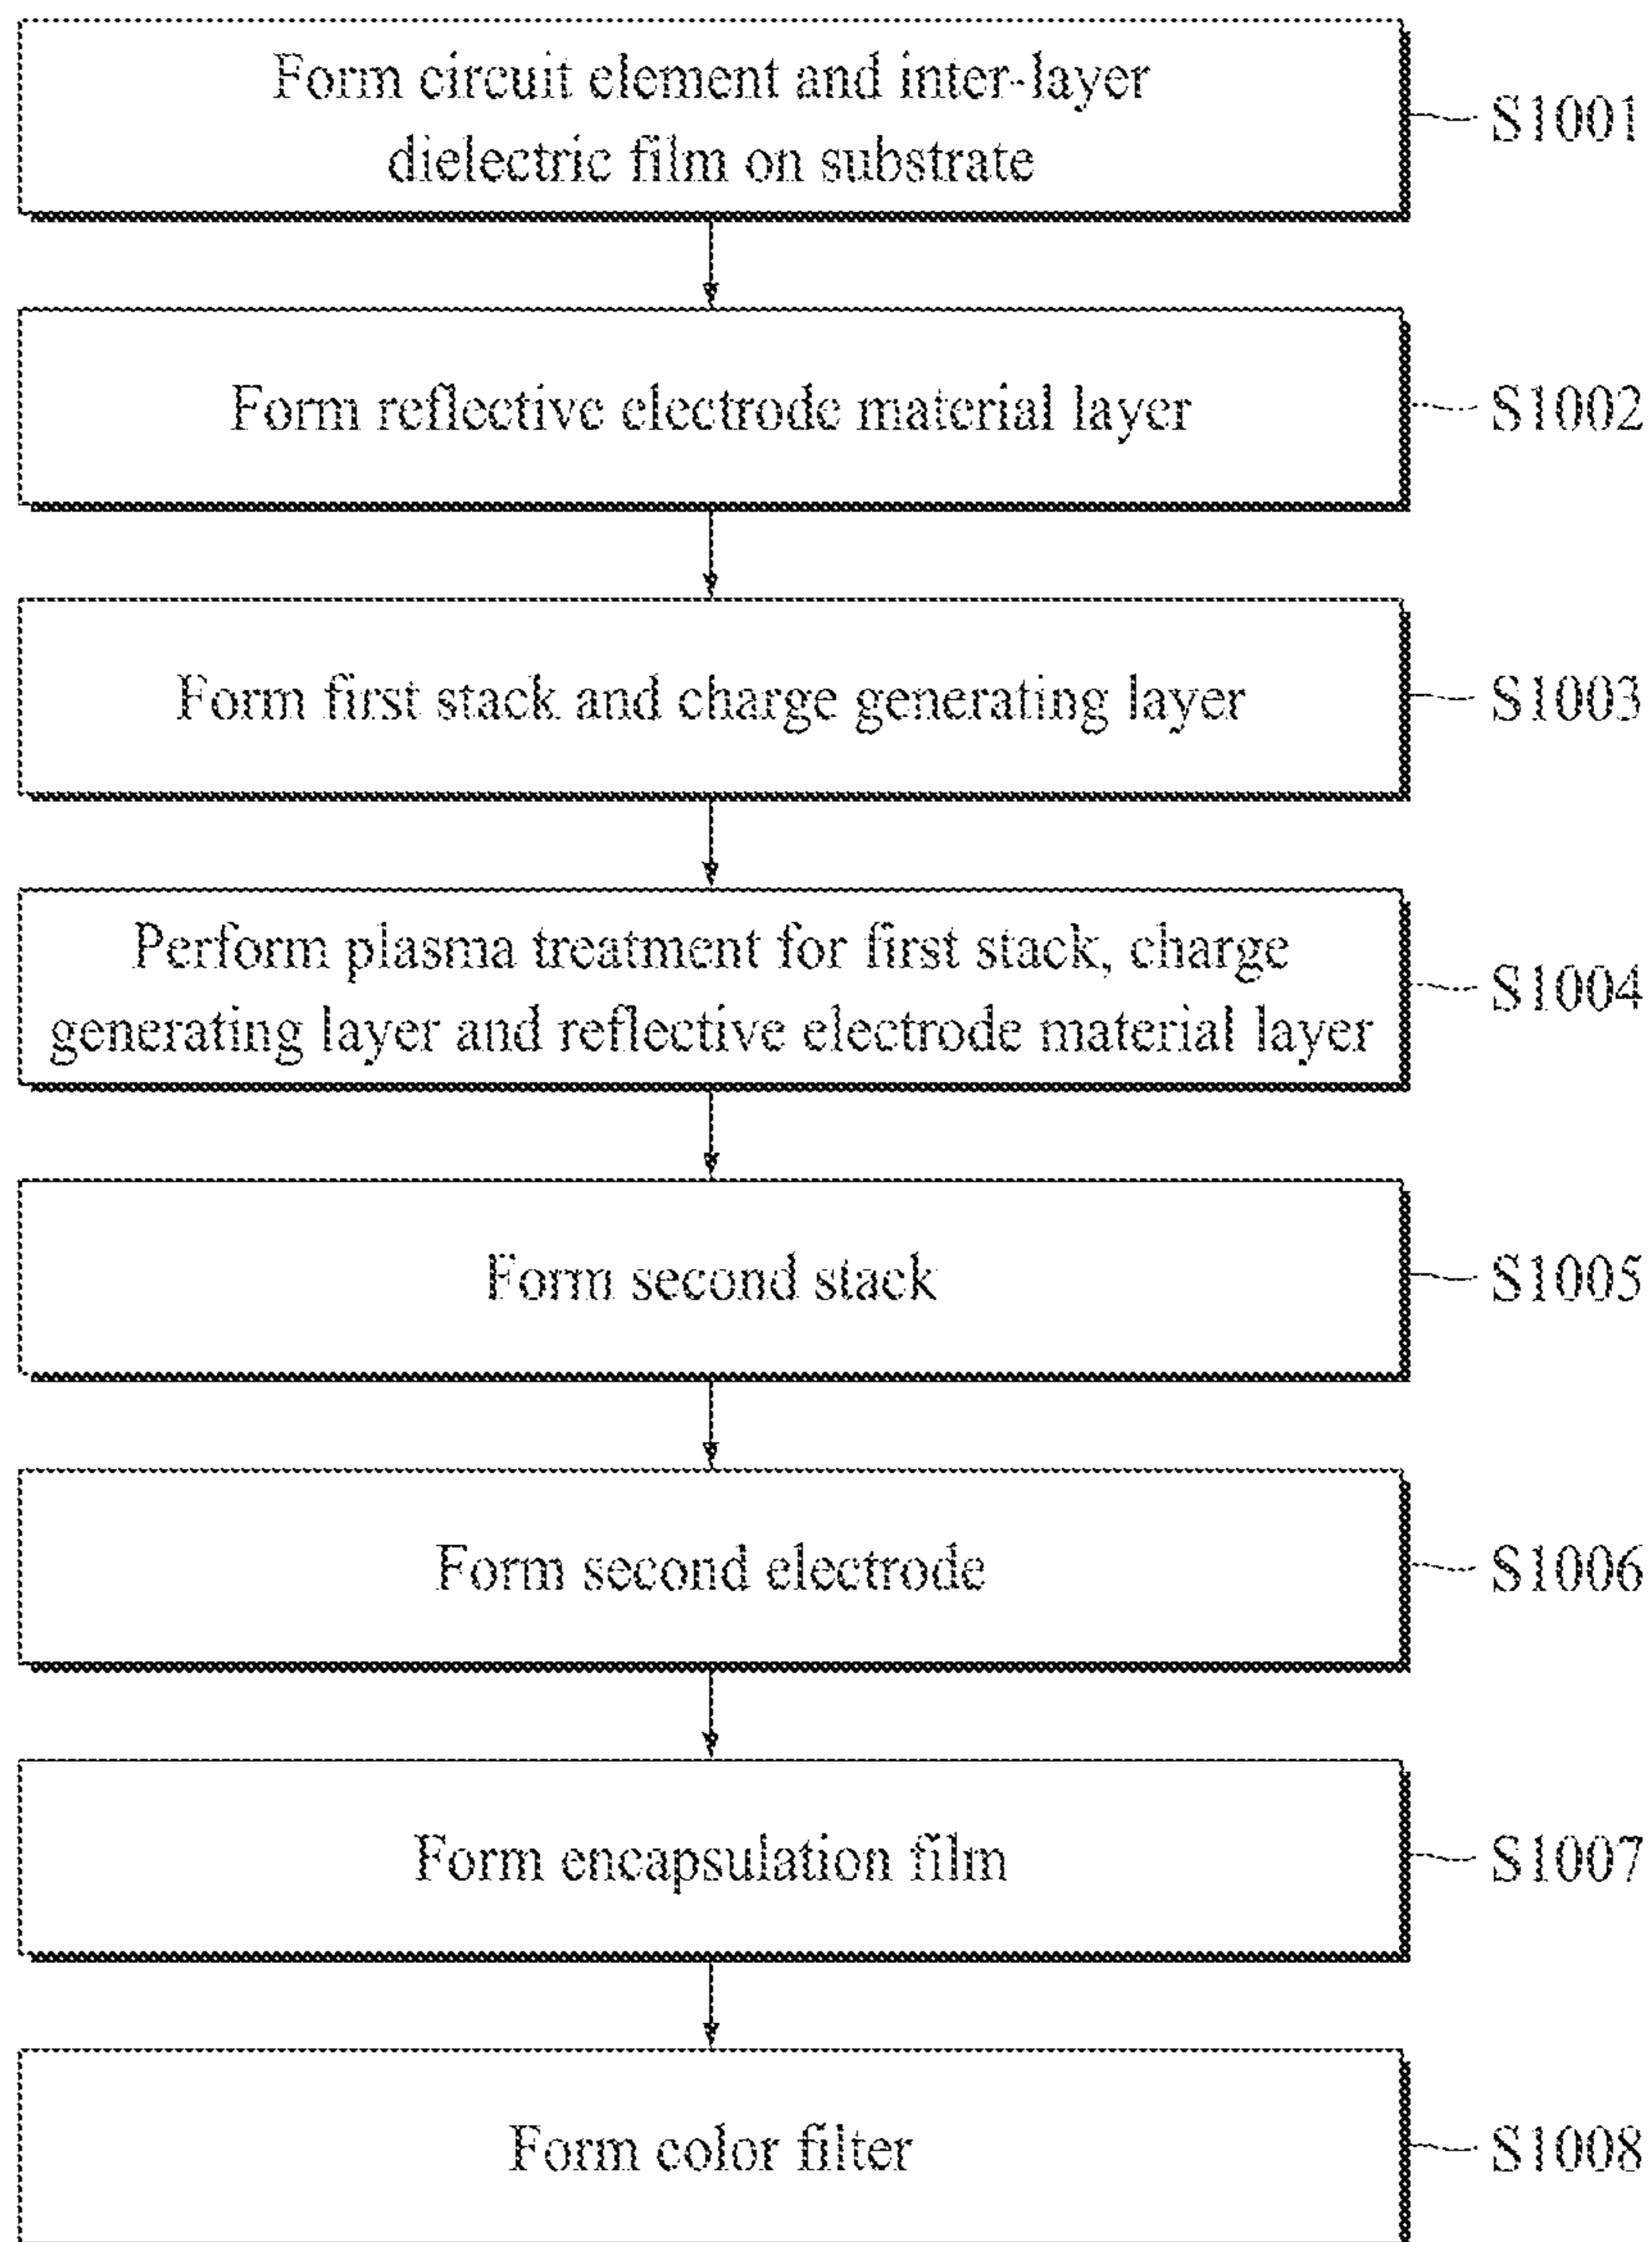 Form circuit element and inter-layer
dielectric film on substrate
S1001
Form reflective electrode material layer
S1002
Form first stack and charge generating layer
S1003
Perform plasma treatment for first stack, charge
generating layer and reflective electrode material layer
S1004
Form second stack
S1005
Form second electrode
S1006
Form encapsulation film
S1007
Form color filter
S1008